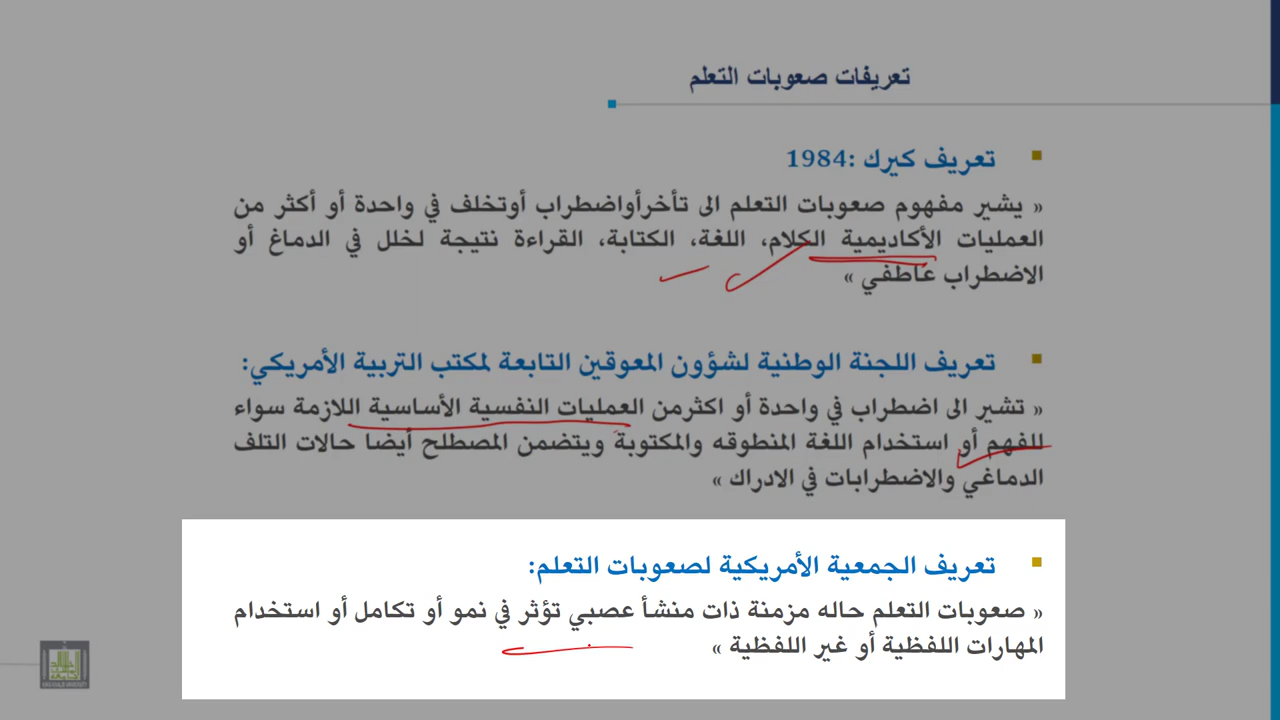 تعريفات صعوبات التعلم
تعريف كيرك :1984
« يشير مفهوم صعوبات التعلم الى تأخرأواضطراب أوتخلف في واحدة أو أكثر من
العمليات الأكاديمية الكلام، اللغة، الكتابة، القراءة نتيجة لخلل في الدماغ أو
الاضطراب عاطفي »
تعريف اللجنة الوطنية لشؤون المعوقين التابعة لمكتب التربية الأمريكي:
« تشير الى اضطراب في واحدة أو اكثرمن العمليات النفسية الأساسية اللازمة سواء
للفهم أو استخدام اللغة المنطوقه والمكتوبة ويتضمن المصطلح أيضا حالات التلف
الدماغي والاضطرابات في الادراك »
تعريف الجمعية الأمريكية لصعوبات التعلم:
« صعوبات التعلم حاله مزمنة ذات منشأ عصبي تؤثر في نمو أو تكامل أو استخدام
المهارات اللفظية أو غير اللفظية »